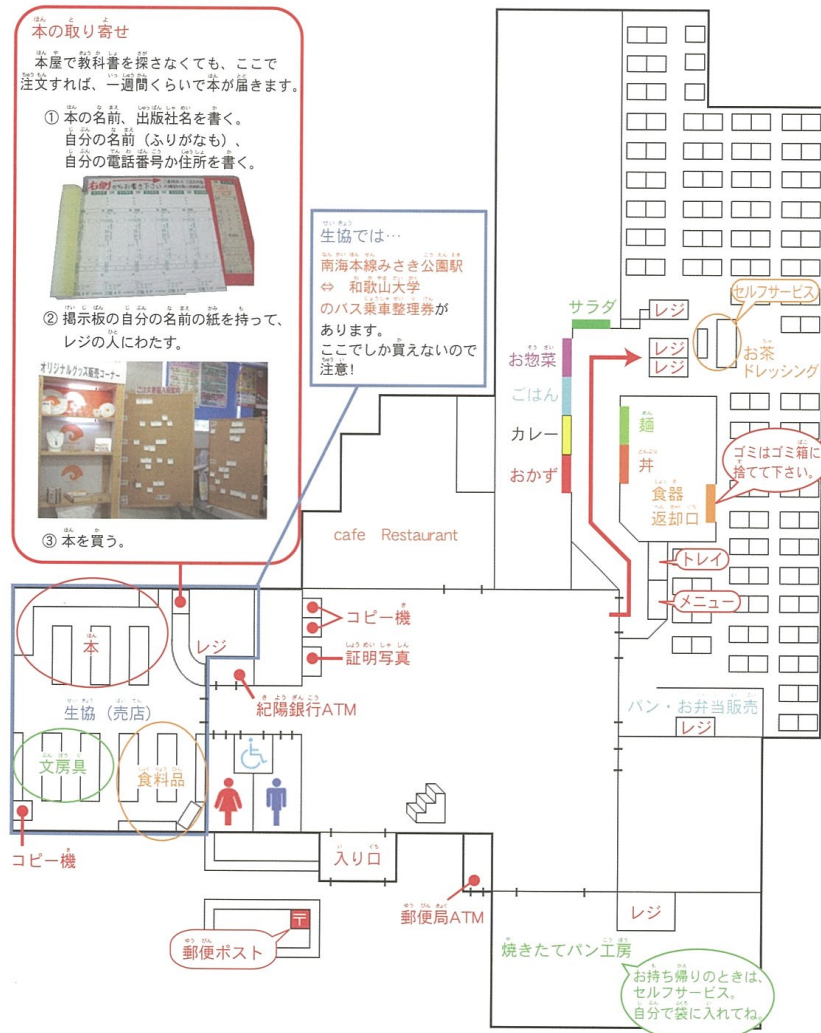 本の取り寄せ
本屋で教科書を探さなくても、ここで
注文すれば、一週間くらいで本が届きます。
① 本の名前、出版社名を書く。
自分の名前（ふりがなも）、
自分の電話番号か住所を書く。
右側
② 掲示板の自分の名前の紙を持って、
レジの人にわたす。
オリジナルグッズ販売コーナー
③ 本を買う。
生協では…
南海本線みさき公園駅
⇔ 和歌山大学
のバス乗車整理券が
あります。
ここでしか買えないので
注意！
サラダ
お惣菜
ごはん
カレー
おかず
レジ
レジ
レジ
セルフサービス
お茶
ドレッシング
麺
丼
食器
返却口
ゴミはゴミ箱に
捨てて下さい。
トレイ
メニュー
cafe Restaurant
本
レジ
コピー機
証明写真
紀陽銀行ATM
生協（売店）
文房具
食料品
コピー機
パン・お弁当販売
レジ
入り口
郵便局ATM
〒
郵便ポスト
レジ
焼きたてパン工房
お持ち帰りのときは、
セルフサービス。
自分で袋に入れてね。